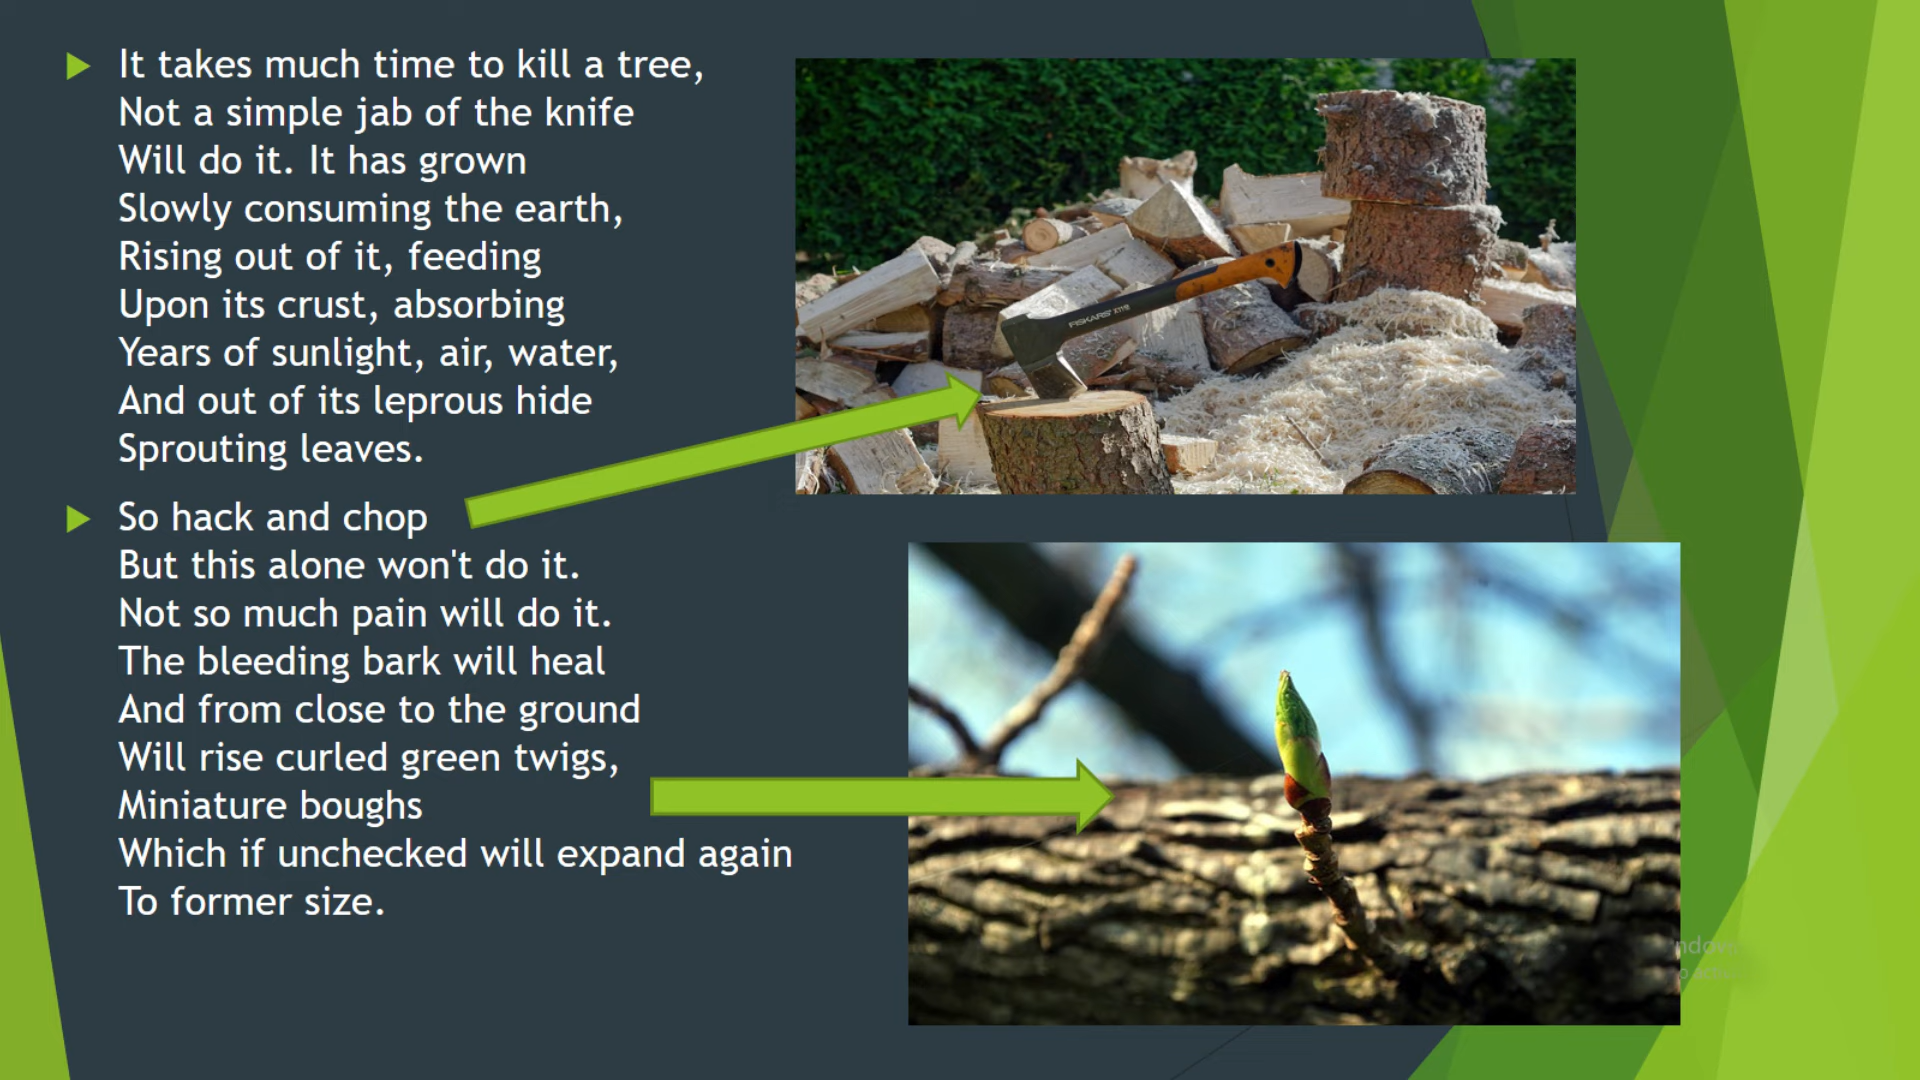 It takes much time to kill a tree,
Not a simple jab of the knife
Will do it. It has grown
Slowly consuming the earth,
Rising out of it, feeding
Upon its crust, absorbing
Years of sunlight, air, water,
And out of its leprous hide
Sprouting leaves.
So hack and chop
But this alone won't do it.
Not so much pain will do it.
The bleeding bark will heal
And from close to the ground
Will rise curled green twigs,
Miniature boughs
Which if unchecked will expand again
To former size.
FISKARS